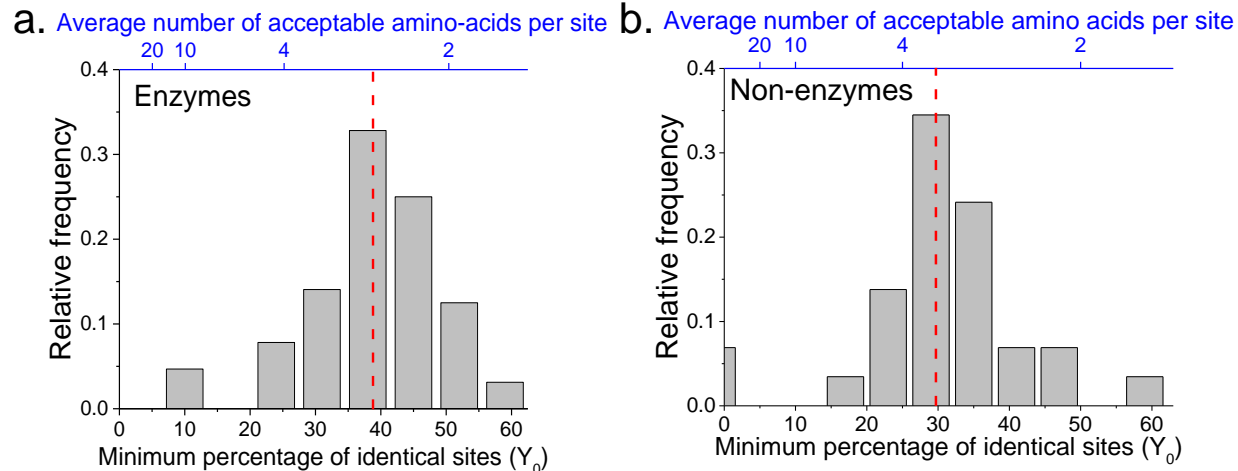 a. Average number of acceptable amino-acids per site
20 10 4 2
Enzymes
0.4
0.3
0.2
0.1
0.0
Relative frequency
0 10 20 30 40 50 60
Minimum percentage of identical sites (Y_0)
b. Average number of acceptable amino acids per site
20 10 4 2
Non-enzymes
0.4
0.3
0.2
0.1
0.0
Relative frequency
0 10 20 30 40 50 60
Minimum percentage of identical sites (Y_0)